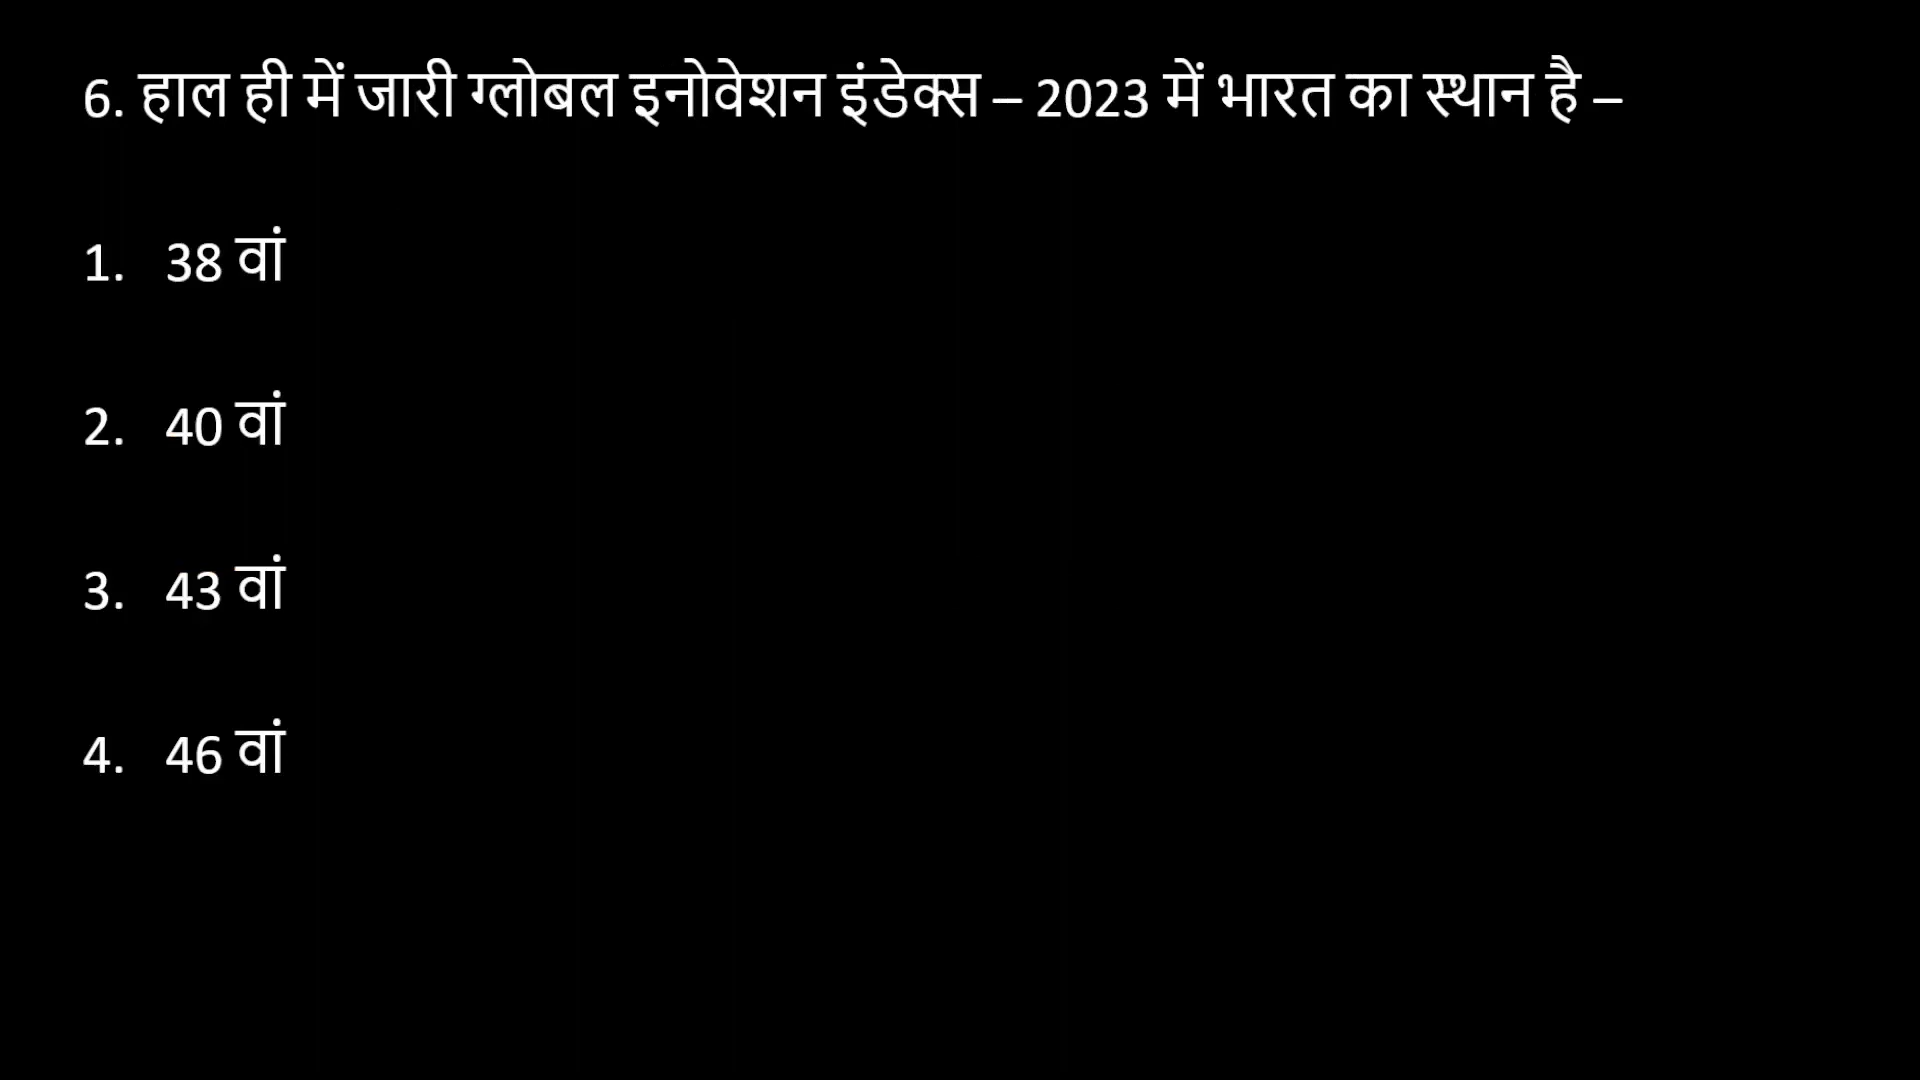 6. हाल ही में जारी ग्लोबल इनोवेशन इंडेक्स – 2023 में भारत का स्थान है –
1. 38 वां
2. 40 वां
3. 43 वां
4. 46 वां